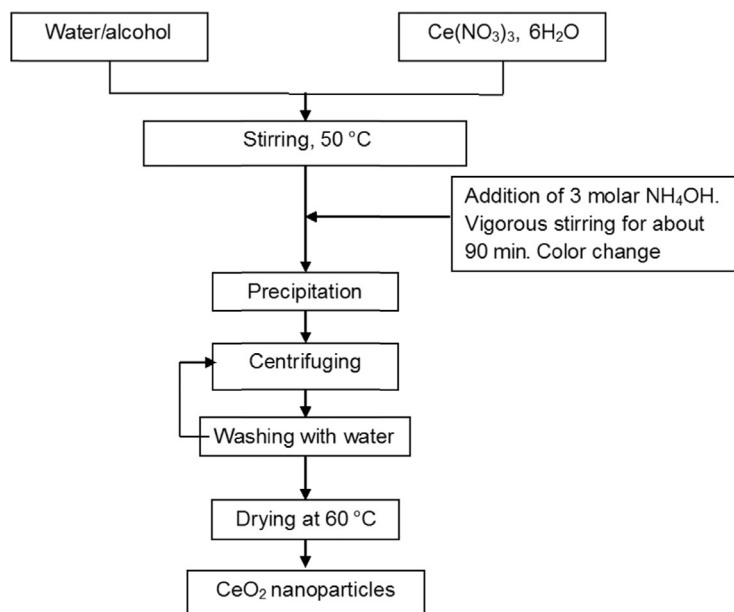 Water/alcohol
Ce(NO₃)₃, 6H₂O
Stirring, 50 °C
Addition of 3 molar NH₄OH.
Vigorous stirring for about
90 min. Color change
Precipitation
Centrifuging
Washing with water
Drying at 60 °C
CeO₂ nanoparticles